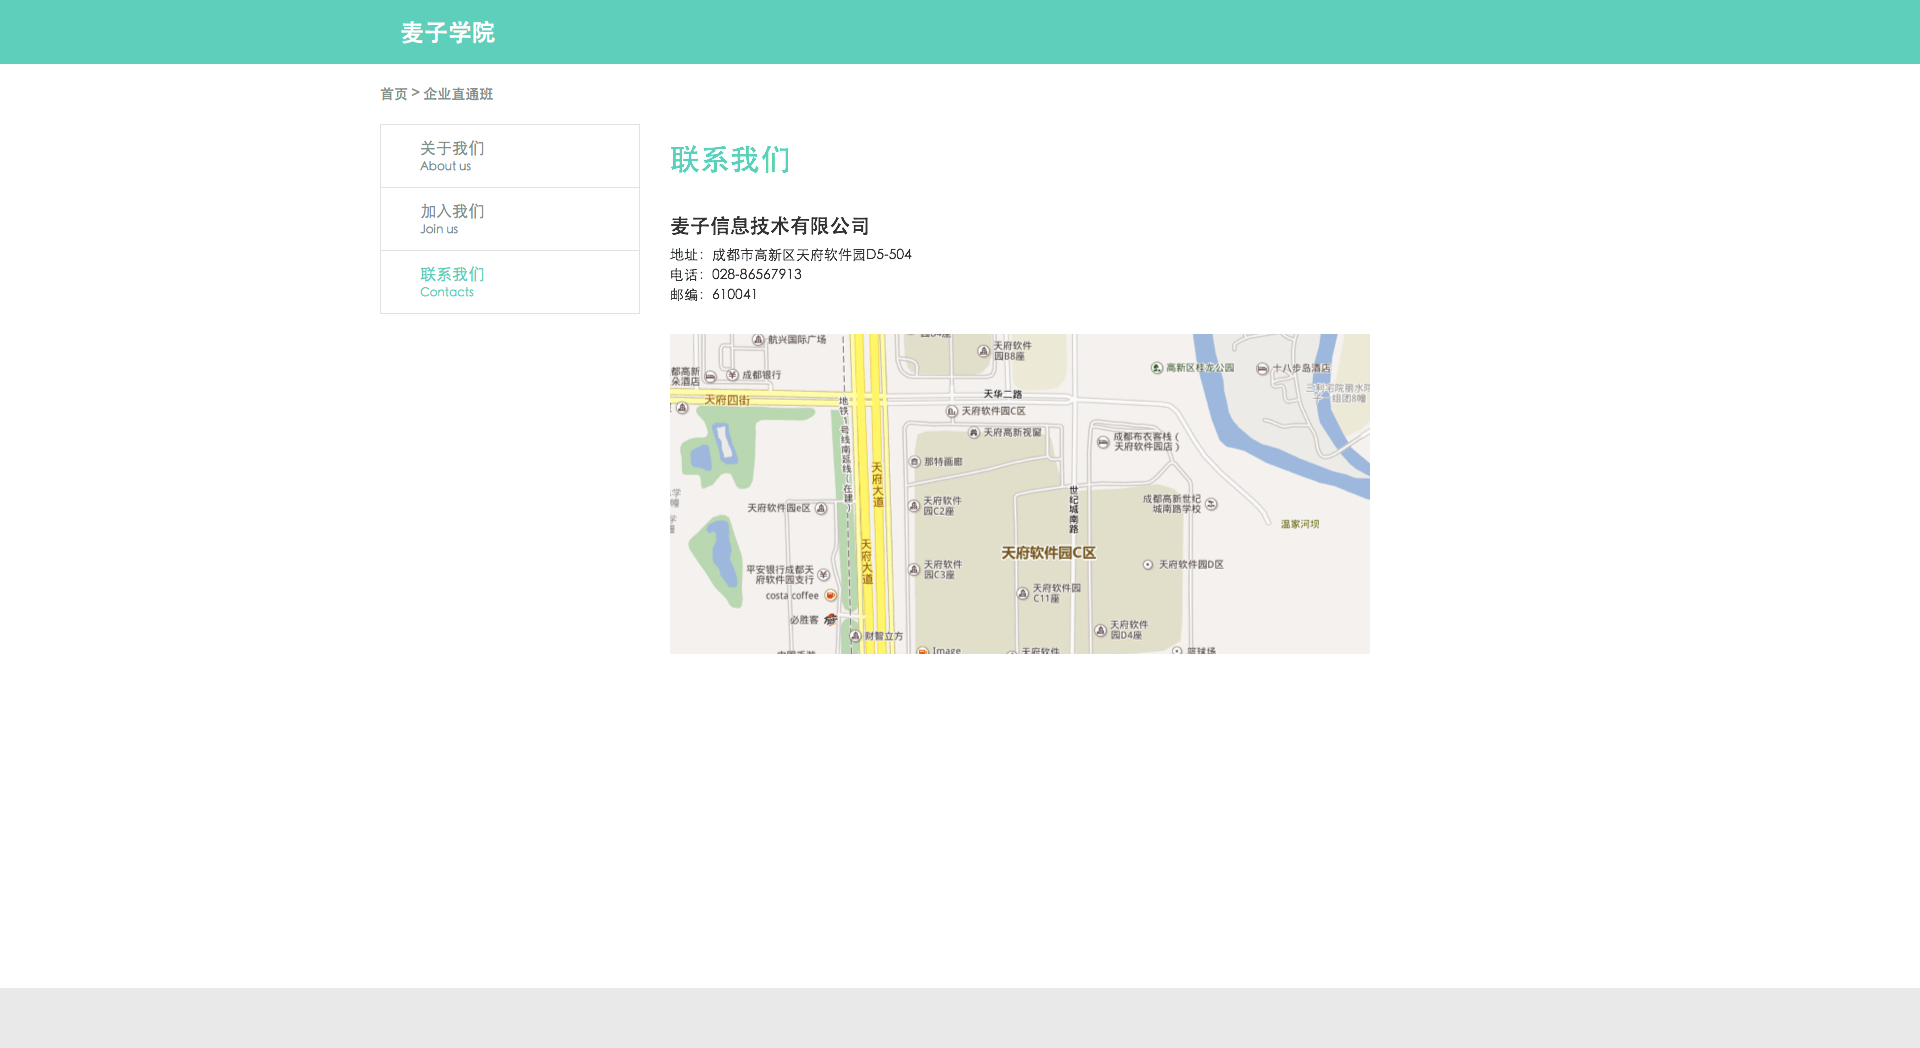 麦子学院
首页 > 企业直通班
关于我们
About us
加入我们
Join us
联系我们
Contacts
联系我们
麦子信息技术有限公司
地址：成都市高新区天府软件园D5-504
电话：028-86567913
邮编：610041
航兴国际广场
天府软件
园B8座
高新区桂龙公园
十八步岛酒店
都高新
朵酒店
成都银行
天府四街
天华二路
组团8幢
地铁1号线南延线(在建)
天府软件园C区
天府高新视窗
成都布衣客栈（
天府软件园店）
那特画廊
天府大道
世纪城南路
天府软件
园C2座
成都高新世纪
城南路学校
天府软件园e区
温家河坝
天府大道
天府软件园C区
天府软件
园C3座
天府软件园D区
平安银行成都天
府软件园支行
costa coffee
天府软件园
C11座
必胜客
财智立方
天府软件
园D4座
Image
天府软件
篮球场